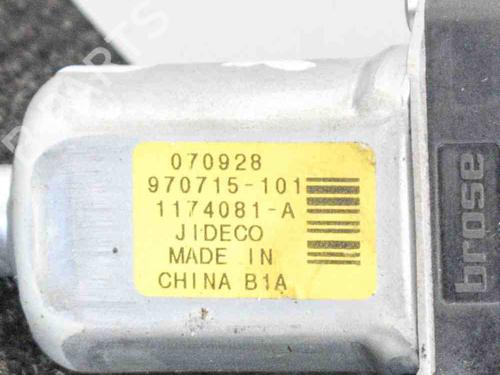 070928
970715-101
1174081-A
JIDECO
MADE IN
CHINA B1A
brose